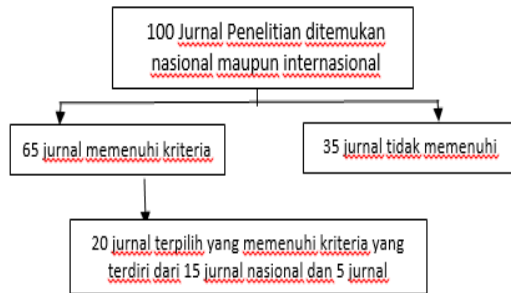 100 Jurnal Penelitian ditemukan
nasional maupun internasional
65 jurnal memenuhi kriteria
35 jurnal tidak memenuhi
20 jurnal terpilih yang memenuhi kriteria yang
terdiri dari 15 jurnal nasional dan 5 jurnal